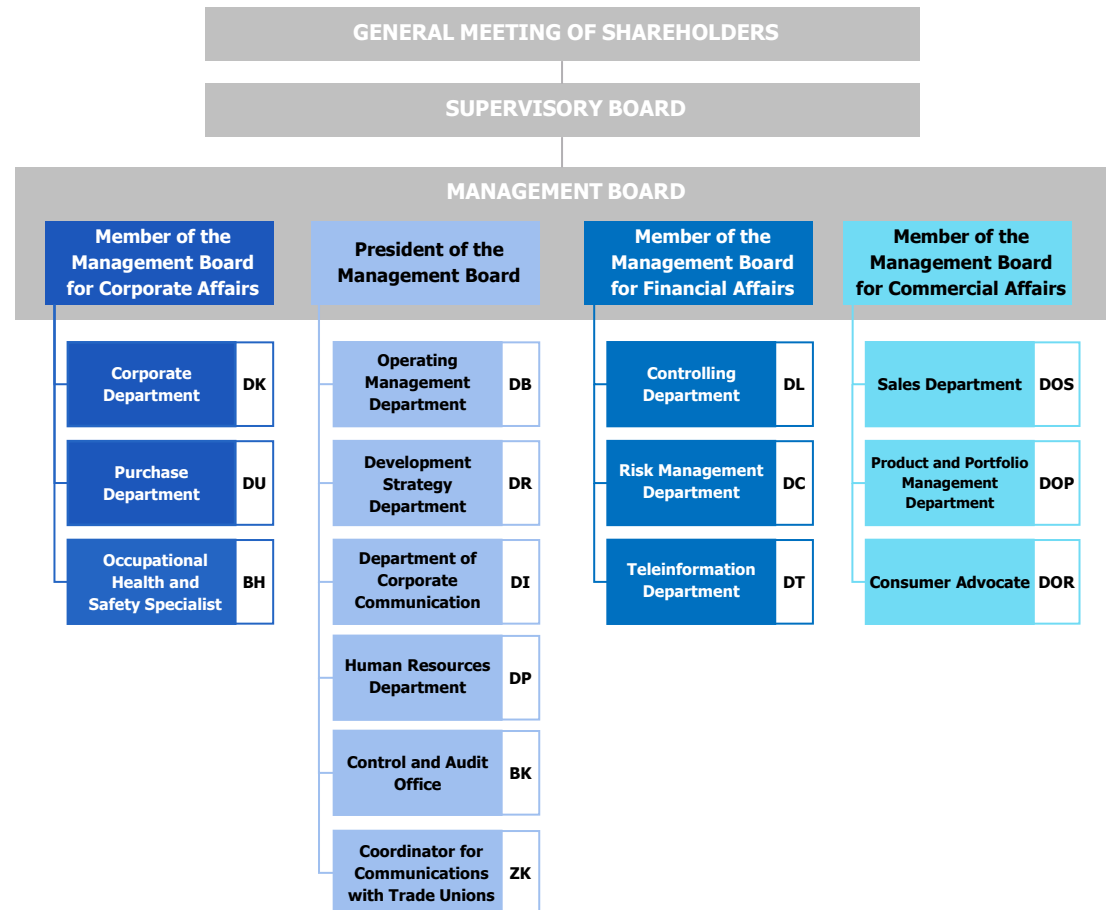 GENERAL MEETING OF SHAREHOLDERS
SUPERVISORY BOARD
MANAGEMENT BOARD
Member of the
Management Board
for Corporate Affairs
President of the
Management Board
Member of the
Management Board
for Financial Affairs
Member of the
Management Board
for Commercial Affairs
Corporate
Department
DK
Purchase
Department
DU
Occupational
Health and
Safety Specialist
BH
Operating
Management
Department
DB
Development
Strategy
Department
DR
Department of
Corporate
Communication
DI
Human Resources
Department
DP
Control and Audit
Office
BK
Coordinator for
Communications
with Trade Unions
ZK
Controlling
Department
DL
Risk Management
Department
DC
Teleinformation
Department
DT
Sales Department
DOS
Product and Portfolio
Management
Department
DOP
Consumer Advocate
DOR